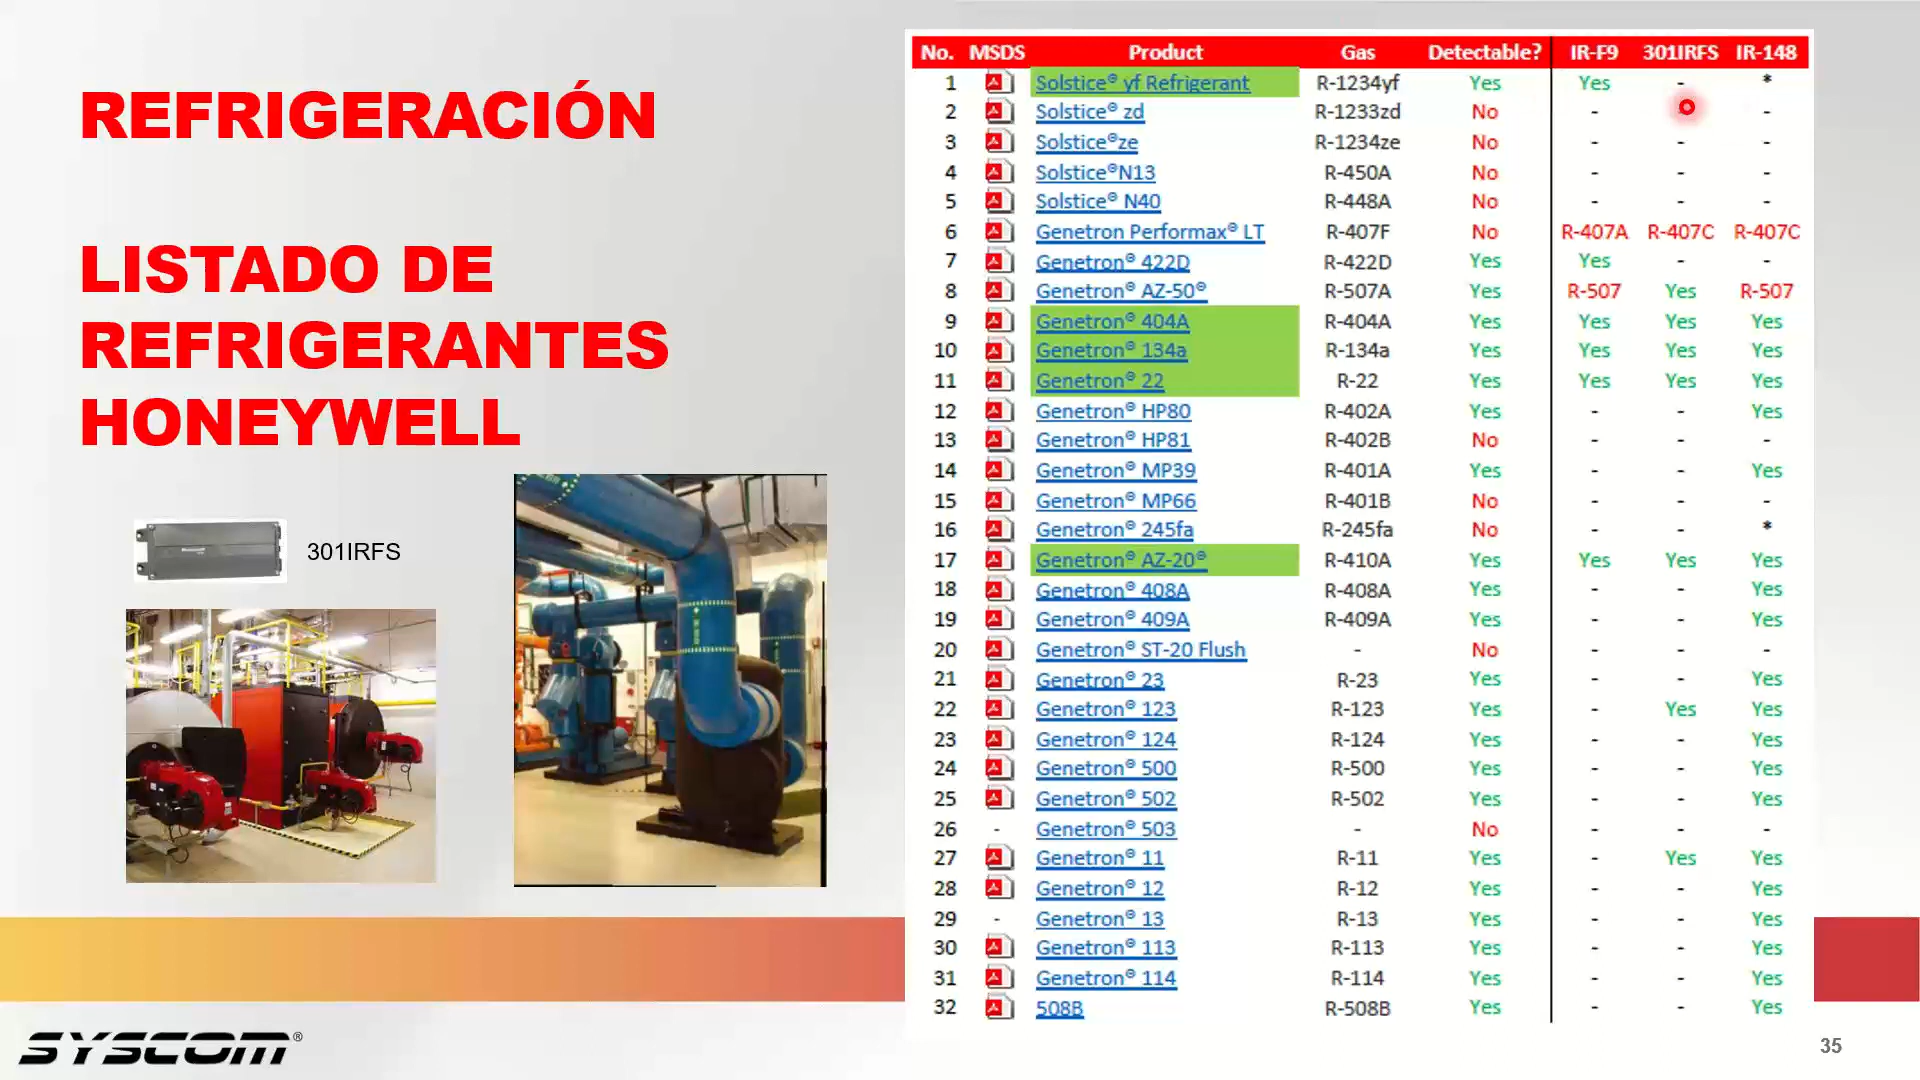 REFRIGERACIÓN
LISTADO DE
REFRIGERANTES
HONEYWELL
301IRFS
No. MSDS Product Gas Detectable? IR-F9 301IRFS IR-148
1 Solstice® yf Refrigerant R-1234yf Yes Yes - *
2 Solstice® zd R-1233zd No - - -
3 Solstice®ze R-1234ze No - - -
4 Solstice®N13 R-450A No - - -
5 Solstice® N40 R-448A No - - -
6 Genetron Performax® LT R-407F No R-407A R-407C R-407C
7 Genetron® 422D R-422D Yes Yes - -
8 Genetron® AZ-50® R-507A Yes R-507 Yes R-507
9 Genetron® 404A R-404A Yes Yes Yes Yes
10 Genetron® 134a R-134a Yes Yes Yes Yes
11 Genetron® 22 R-22 Yes Yes Yes Yes
12 Genetron® HP80 R-402A Yes - - Yes
13 Genetron® HP81 R-402B No - - -
14 Genetron® MP39 R-401A Yes - - Yes
15 Genetron® MP66 R-401B No - - -
16 Genetron® 245fa R-245fa No - - *
17 Genetron® AZ-20® R-410A Yes Yes Yes Yes
18 Genetron® 408A R-408A Yes - - Yes
19 Genetron® 409A R-409A Yes - - Yes
20 Genetron® ST-20 Flush - No - - -
21 Genetron® 23 R-23 Yes - - Yes
22 Genetron® 123 R-123 Yes - Yes Yes
23 Genetron® 124 R-124 Yes - - Yes
24 Genetron® 500 R-500 Yes - - Yes
25 Genetron® 502 R-502 Yes - - Yes
26 - Genetron® 503 - No - - -
27 Genetron® 11 R-11 Yes - Yes Yes
28 Genetron® 12 R-12 Yes - - Yes
29 - Genetron® 13 R-13 Yes - - Yes
30 Genetron® 113 R-113 Yes - - Yes
31 Genetron® 114 R-114 Yes - - Yes
32 508B R-508B Yes - - Yes
SYSCOM®
35